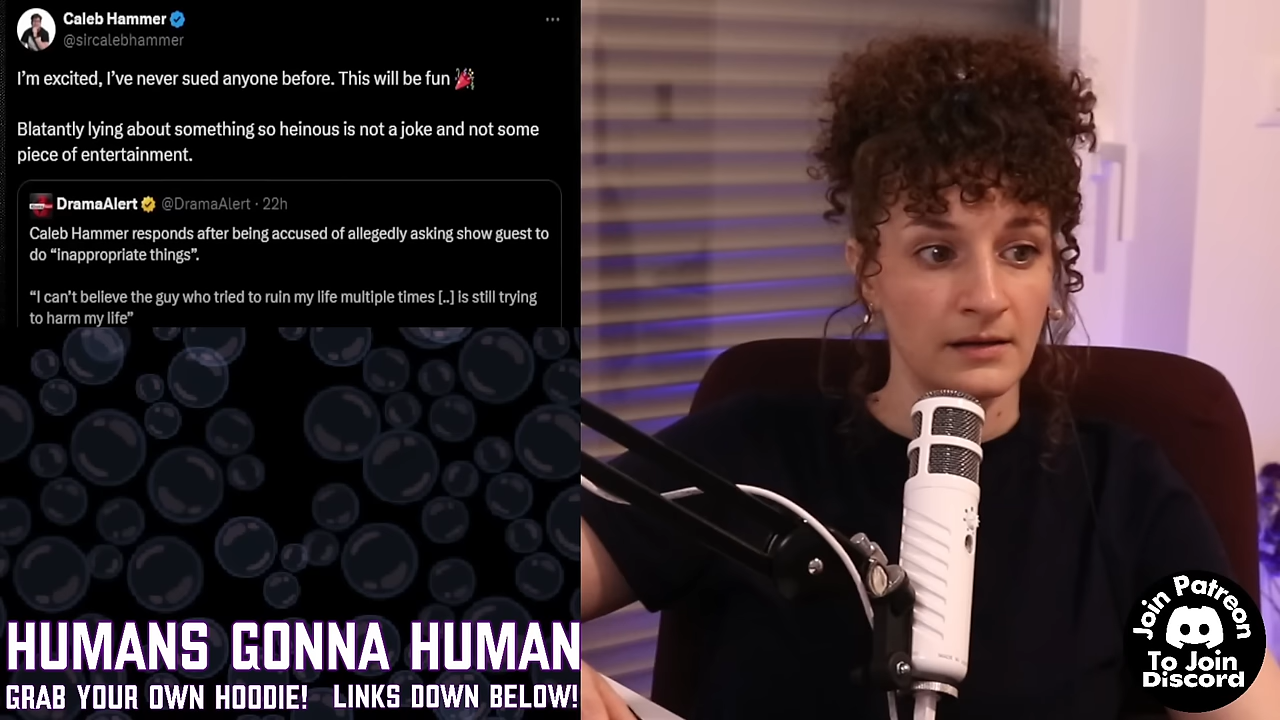 Caleb Hammer
@sircalebhammer
I'm excited, I've never sued anyone before. This will be fun 🎉
Blatantly lying about something so heinous is not a joke and not some
piece of entertainment.
DramaAlert @DramaAlert · 22h
Caleb Hammer responds after being accused of allegedly asking show guest to
do “inappropriate things”.
“I can't believe the guy who tried to ruin my life multiple times [..] is still trying
to harm my life”
HUMANS GONNA HUMAN
GRAB YOUR OWN HOODIE! LINKS DOWN BELOW!
Join Patreon
To Join
Discord